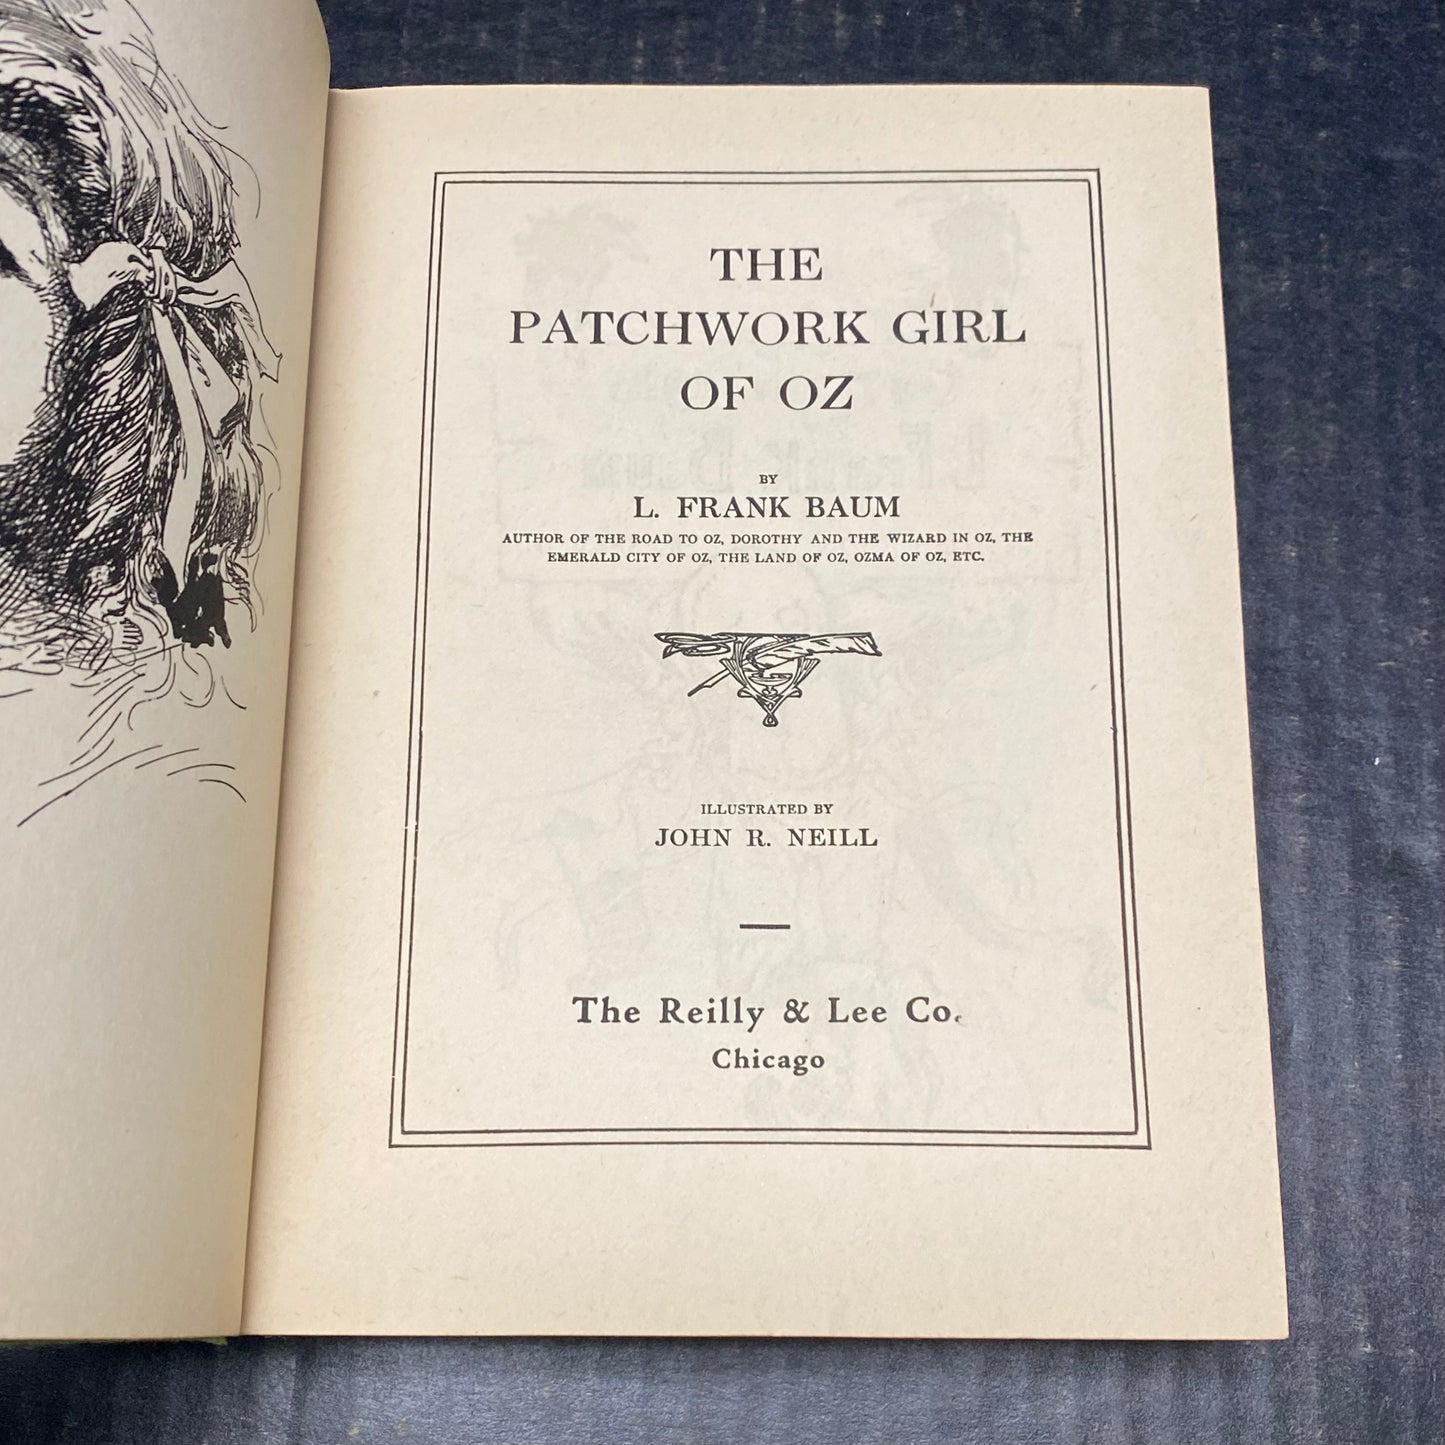 THE
PATCHWORK GIRL
OF OZ
BY
L. FRANK BAUM
AUTHOR OF THE ROAD TO OZ, DOROTHY AND THE WIZARD IN OZ, THE
EMERALD CITY OF OZ, THE LAND OF OZ, OZMA OF OZ, ETC.
ILLUSTRATED BY
JOHN R. NEILL
The Reilly & Lee Co.
Chicago